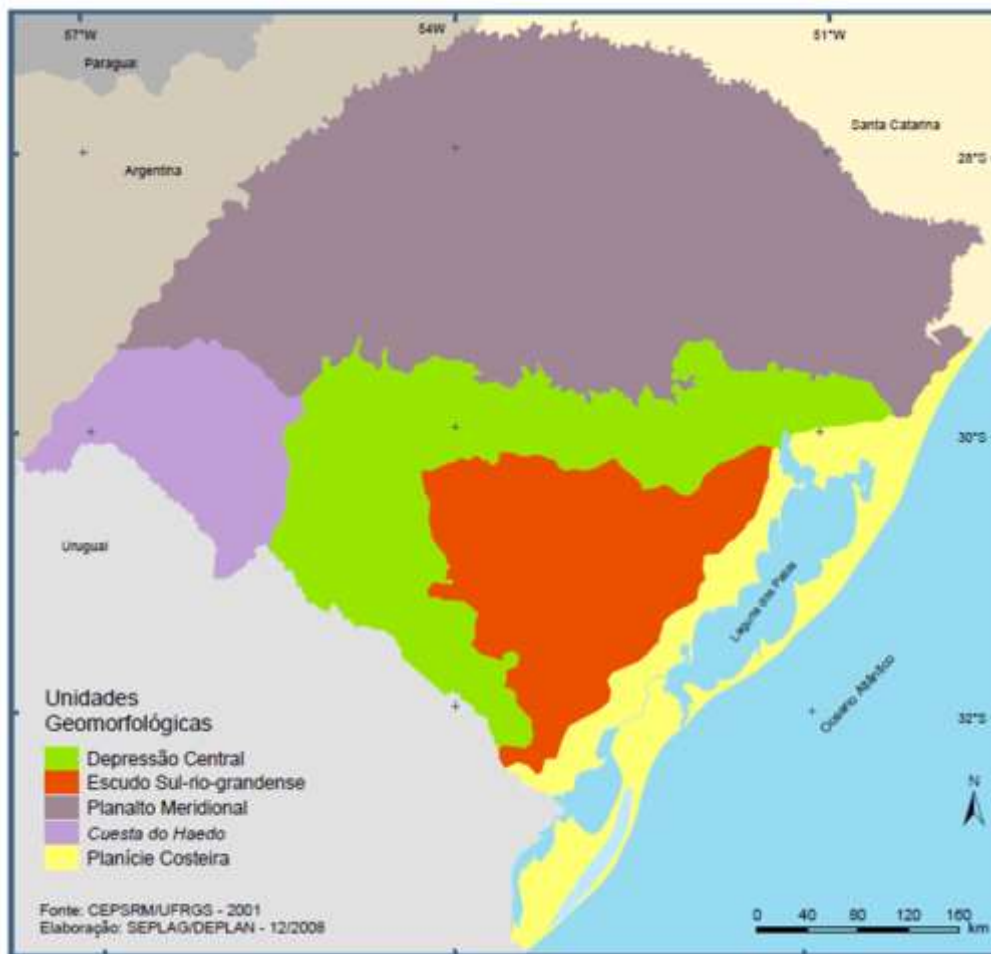 57°W
54°W
51°W
Paraguai
Santa Catarina
28°S
Argentina
30°S
Uruguai
Laguna dos Patos
Oceano Atlântico
32°S
Unidades
Geomorfológicas
Depressão Central
Escudo Sul-rio-grandense
Planalto Meridional
Cuesta do Haedo
Planície Costeira
N
Fonte: CEPSRM/UFRGS - 2001
Elaboração: SEPLAG/DEPLAN - 12/2008
0 40 80 120 160
km